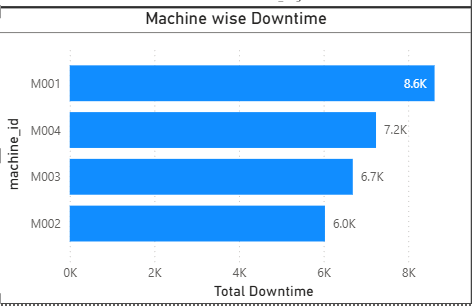 Machine wise Downtime
machine_id
M001
8.6K
M004
7.2K
M003
6.7K
M002
6.0K
0K 2K 4K 6K 8K
Total Downtime